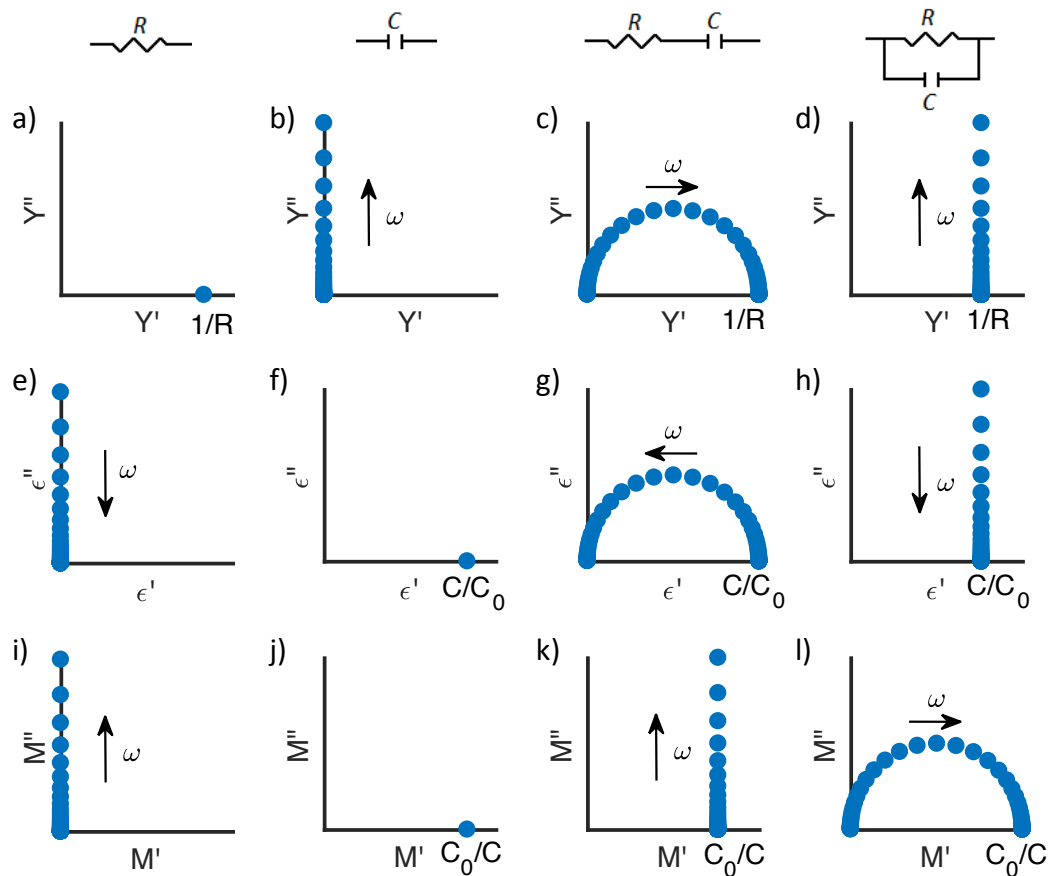 R
C
R C
R
C
a)
Y"
Y'
1/R
b)
Y"
ω
Y'
c)
Y"
ω
Y'
1/R
d)
Y"
ω
Y'
1/R
e)
ϵ"
ω
ϵ'
f)
ϵ"
ϵ'
C/C₀
g)
ϵ"
ω
ϵ'
C/C₀
h)
ϵ"
ω
ϵ'
C/C₀
i)
M"
ω
M'
j)
M"
M'
C₀/C
k)
M"
ω
M'
C₀/C
l)
M"
ω
M'
C₀/C